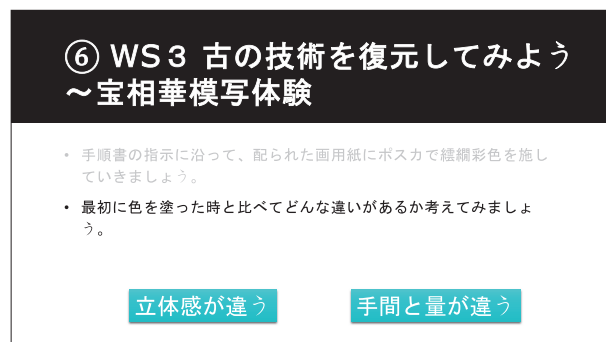 ⑥ WS３ 古の技術を復元してみよう
～宝相華模写体験
• 手順書の指示に沿って、配られた画用紙にポスカで繧繝彩色を施し
ていきましょう。
• 最初に色を塗った時と比べてどんな違いがあるか考えてみましょ
う。
立体感が違う
手間と量が違う